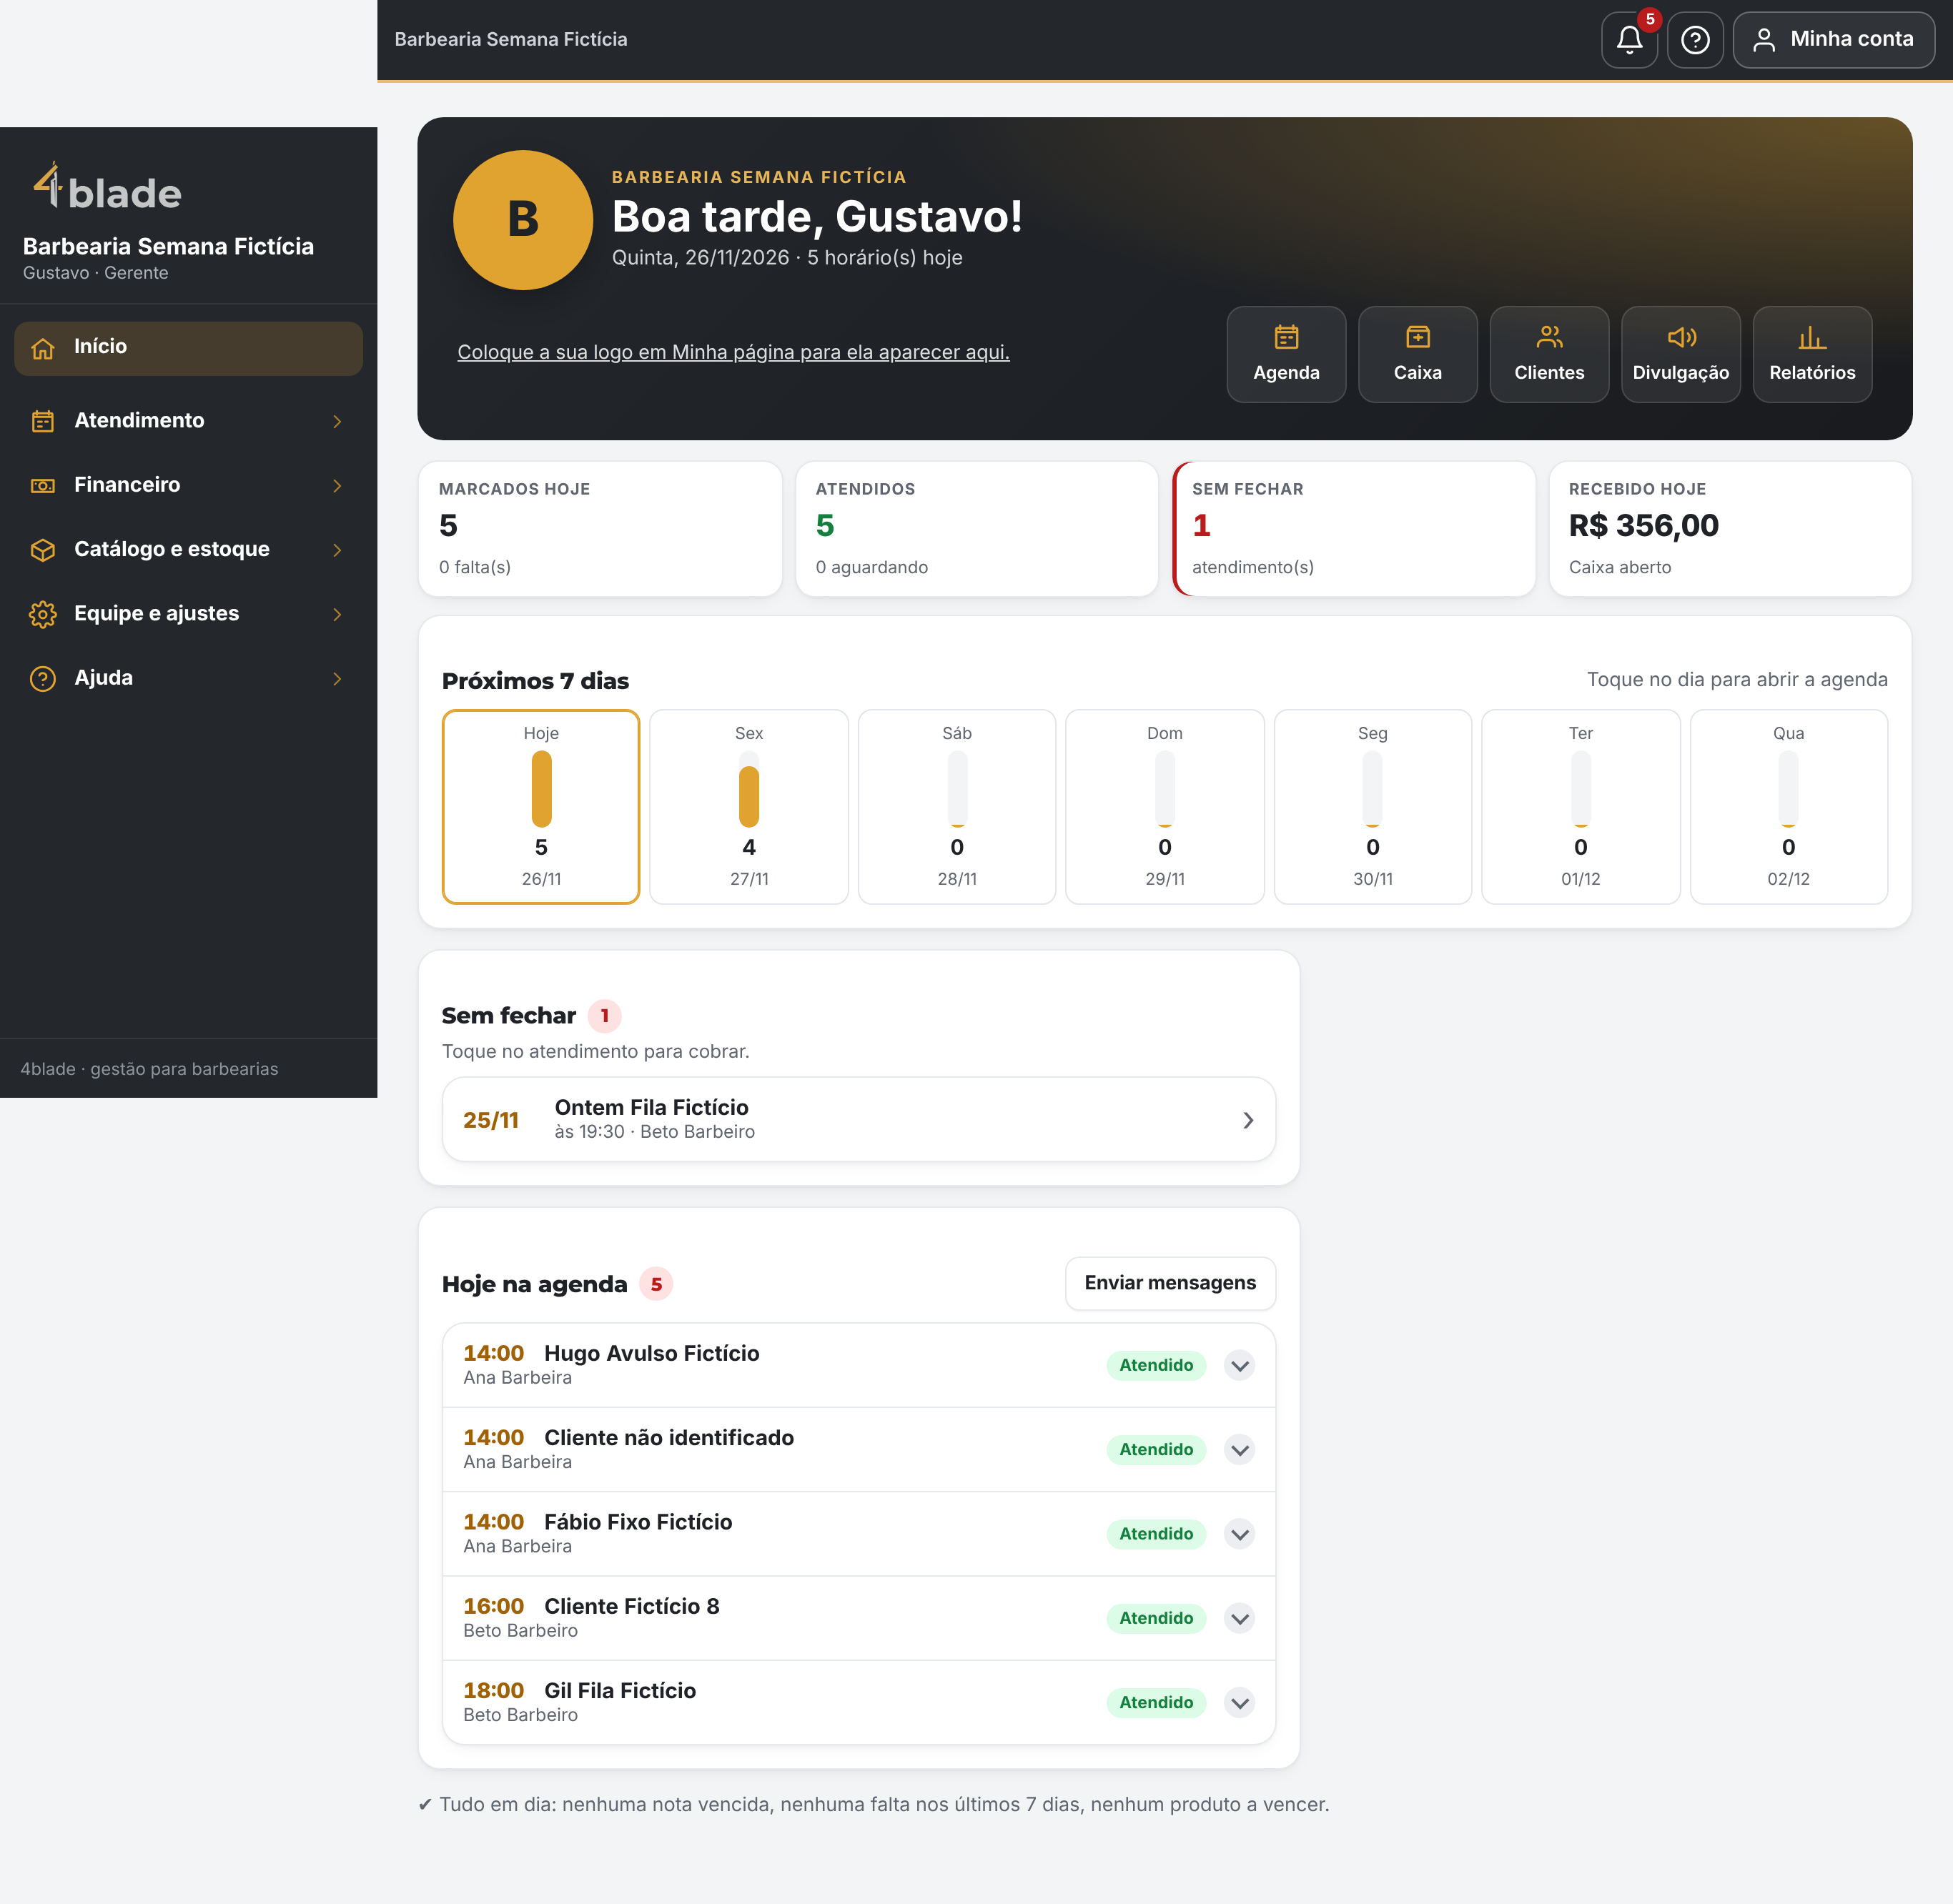 Barbearia Semana Fictícia
5
Minha conta
4blade
Barbearia Semana Fictícia
Gustavo · Gerente
Início
Atendimento
Financeiro
Catálogo e estoque
Equipe e ajustes
Ajuda
4blade · gestão para barbearias
B
BARBEARIA SEMANA FICTÍCIA
Boa tarde, Gustavo!
Quinta, 26/11/2026 · 5 horário(s) hoje
Coloque a sua logo em Minha página para ela aparecer aqui.
Agenda
Caixa
Clientes
Divulgação
Relatórios
MARCADOS HOJE
5
0 falta(s)
ATENDIDOS
5
0 aguardando
SEM FECHAR
1
atendimento(s)
RECEBIDO HOJE
R$ 356,00
Caixa aberto
Próximos 7 dias
Toque no dia para abrir a agenda
Hoje
5
26/11
Sex
4
27/11
Sáb
0
28/11
Dom
0
29/11
Seg
0
30/11
Ter
0
01/12
Qua
0
02/12
Sem fechar 1
Toque no atendimento para cobrar.
25/11
Ontem Fila Fictício
às 19:30 · Beto Barbeiro
Hoje na agenda 5
Enviar mensagens
14:00 Hugo Avulso Fictício
Ana Barbeira
Atendido
14:00 Cliente não identificado
Ana Barbeira
Atendido
14:00 Fábio Fixo Fictício
Ana Barbeira
Atendido
16:00 Cliente Fictício 8
Beto Barbeiro
Atendido
18:00 Gil Fila Fictício
Beto Barbeiro
Atendido
✔ Tudo em dia: nenhuma nota vencida, nenhuma falta nos últimos 7 dias, nenhum produto a vencer.